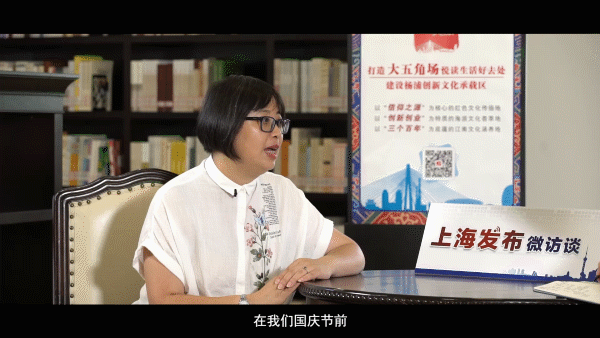 打造 大五角场 悦读生活好去处
建设杨浦创新文化承载区
以“信仰之源”为核心的红色文化传播地
以“创新创业”为特质的海派文化荟萃地
以“三个百年”为底蕴的江南文化涵养地
上海发布 微访谈
在我们国庆节前